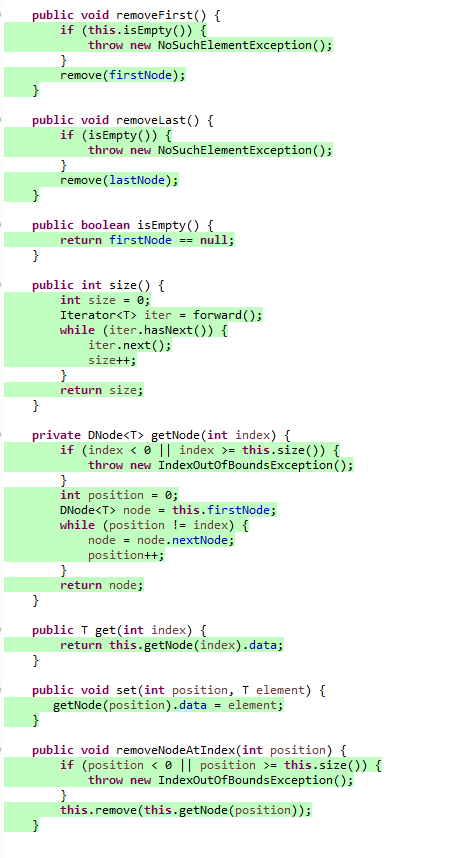 public void removeFirst() {
    if (this.isEmpty()) {
        throw new NoSuchElementException();
    }
    remove(firstNode);
}
public void removeLast() {
    if (isEmpty()) {
        throw new NoSuchElementException();
    }
    remove(lastNode);
}
public boolean isEmpty() {
    return firstNode == null;
}
public int size() {
    int size = 0;
    Iterator<T> iter = forward();
    while (iter.hasNext()) {
        iter.next();
        size++;
    }
    return size;
}
private DNode<T> getNode(int index) {
    if (index < 0 || index >= this.size()) {
        throw new IndexOutOfBoundsException();
    }
    int position = 0;
    DNode<T> node = this.firstNode;
    while (position != index) {
        node = node.nextNode;
        position++;
    }
    return node;
}
public T get(int index) {
    return this.getNode(index).data;
}
public void set(int position, T element) {
   getNode(position).data = element;
}
public void removeNodeAtIndex(int position) {
    if (position < 0 || position >= this.size()) {
        throw new IndexOutOfBoundsException();
    }
    this.remove(this.getNode(position));
}